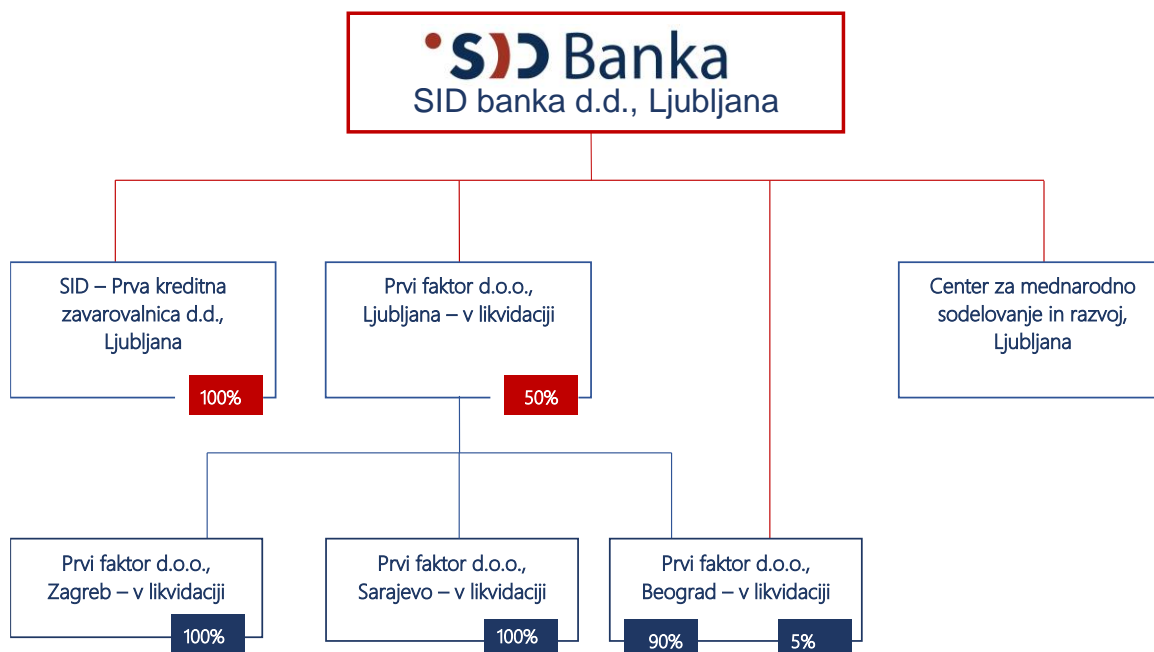 SID Banka
SID banka d.d., Ljubljana
SID – Prva kreditna
zavarovalnica d.d.,
Ljubljana
100%
Prvi faktor d.o.o.,
Ljubljana – v likvidaciji
50%
Center za mednarodno
sodelovanje in razvoj,
Ljubljana
Prvi faktor d.o.o.,
Zagreb – v likvidaciji
100%
Prvi faktor d.o.o.,
Sarajevo – v likvidaciji
100%
Prvi faktor d.o.o.,
Beograd – v likvidaciji
90%
5%